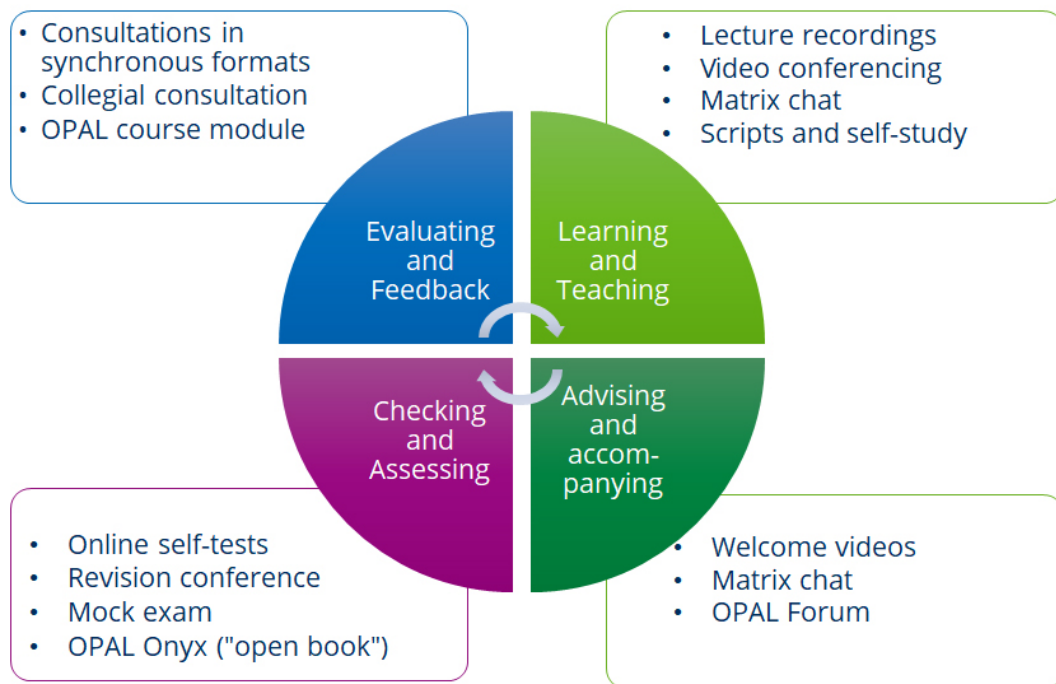 • Consultations in
synchronous formats
• Collegial consultation
• OPAL course module
• Lecture recordings
• Video conferencing
• Matrix chat
• Scripts and self-study
Evaluating
and
Feedback
Learning
and
Teaching
Checking
and
Assessing
Advising
and
accom-
panying
• Online self-tests
• Revision conference
• Mock exam
• OPAL Onyx ("open book")
• Welcome videos
• Matrix chat
• OPAL Forum